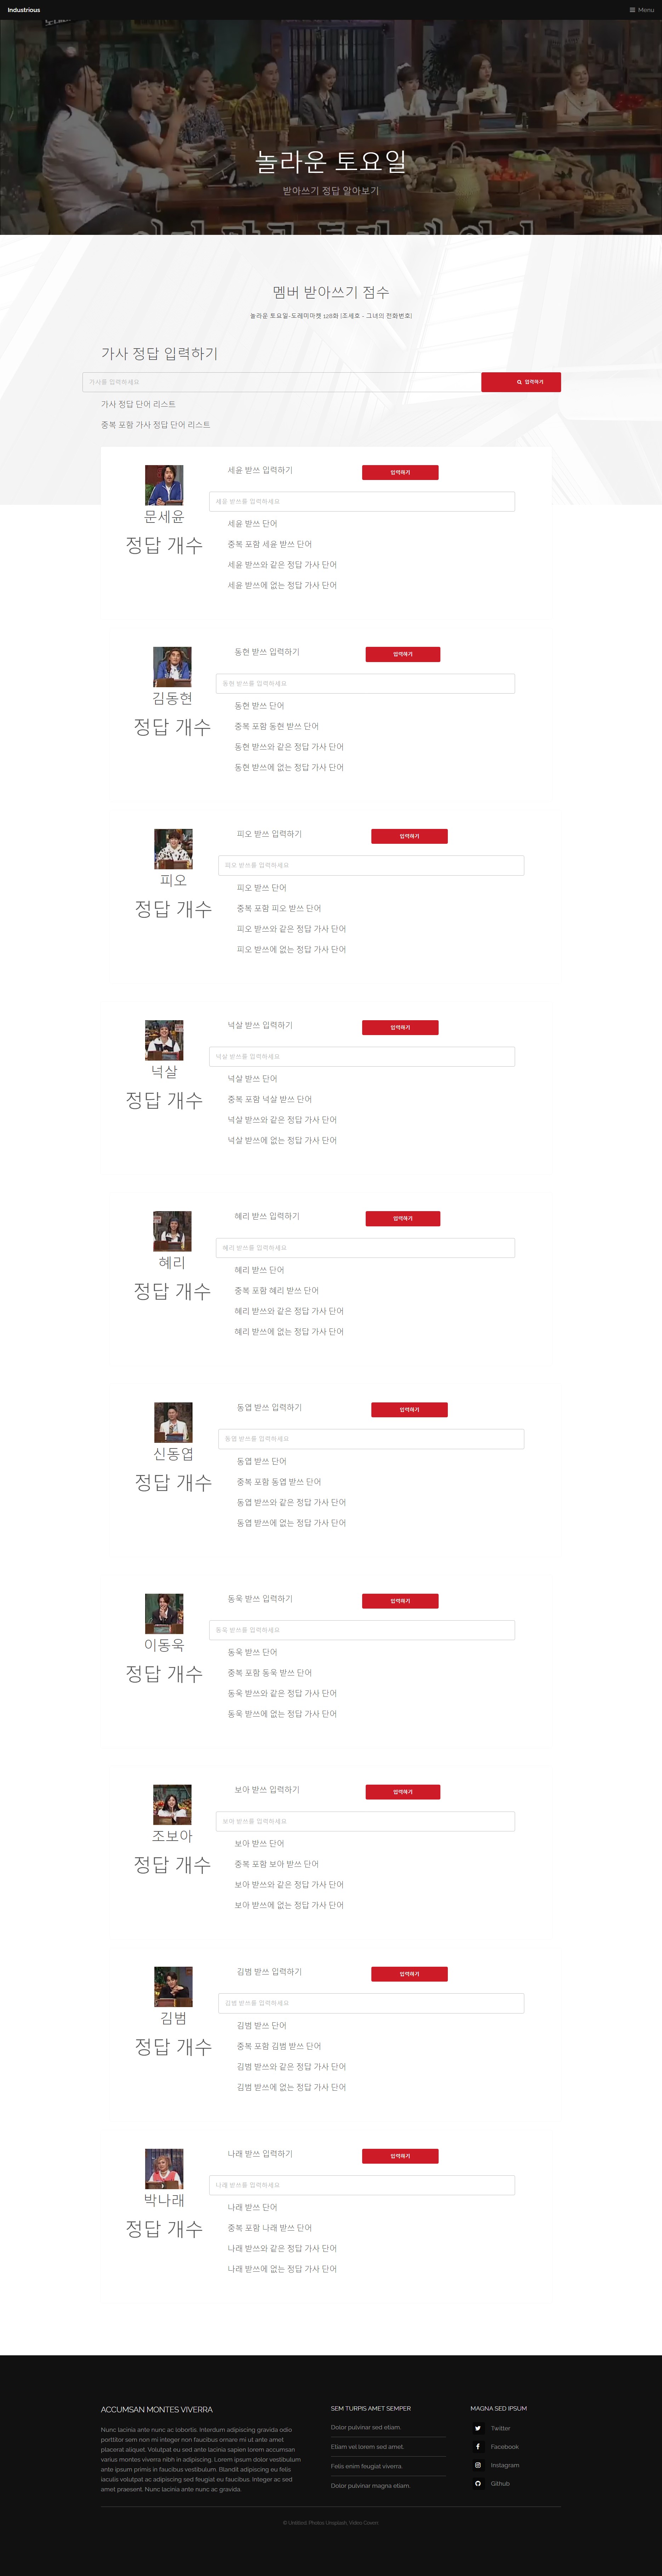 Industrious
Menu
놀라운 토요일
받아쓰기 정답 알아보기
멤버 받아쓰기 점수
놀라운 토요일-도레미마켓 128화 [조세호 - 그녀의 전화번호]
가사 정답 입력하기
가사를 입력하세요
입력하기
가사 정답 단어 리스트
중복 포함 가사 정답 단어 리스트
세윤 받쓰 입력하기
입력하기
세윤 받쓰를 입력하세요
문세윤
정답 개수
세윤 받쓰 단어
중복 포함 세윤 받쓰 단어
세윤 받쓰와 같은 정답 가사 단어
세윤 받쓰에 없는 정답 가사 단어
동현 받쓰 입력하기
입력하기
동현 받쓰를 입력하세요
김동현
정답 개수
동현 받쓰 단어
중복 포함 동현 받쓰 단어
동현 받쓰와 같은 정답 가사 단어
동현 받쓰에 없는 정답 가사 단어
피오 받쓰 입력하기
입력하기
피오 받쓰를 입력하세요
피오
정답 개수
피오 받쓰 단어
중복 포함 피오 받쓰 단어
피오 받쓰와 같은 정답 가사 단어
피오 받쓰에 없는 정답 가사 단어
넉살 받쓰 입력하기
입력하기
넉살 받쓰를 입력하세요
넉살
정답 개수
넉살 받쓰 단어
중복 포함 넉살 받쓰 단어
넉살 받쓰와 같은 정답 가사 단어
넉살 받쓰에 없는 정답 가사 단어
혜리 받쓰 입력하기
입력하기
혜리 받쓰를 입력하세요
혜리
정답 개수
혜리 받쓰 단어
중복 포함 혜리 받쓰 단어
혜리 받쓰와 같은 정답 가사 단어
혜리 받쓰에 없는 정답 가사 단어
동엽 받쓰 입력하기
입력하기
동엽 받쓰를 입력하세요
신동엽
정답 개수
동엽 받쓰 단어
중복 포함 동엽 받쓰 단어
동엽 받쓰와 같은 정답 가사 단어
동엽 받쓰에 없는 정답 가사 단어
동욱 받쓰 입력하기
입력하기
동욱 받쓰를 입력하세요
이동욱
정답 개수
동욱 받쓰 단어
중복 포함 동욱 받쓰 단어
동욱 받쓰와 같은 정답 가사 단어
동욱 받쓰에 없는 정답 가사 단어
보아 받쓰 입력하기
입력하기
보아 받쓰를 입력하세요
조보아
정답 개수
보아 받쓰 단어
중복 포함 보아 받쓰 단어
보아 받쓰와 같은 정답 가사 단어
보아 받쓰에 없는 정답 가사 단어
김범 받쓰 입력하기
입력하기
김범 받쓰를 입력하세요
김범
정답 개수
김범 받쓰 단어
중복 포함 김범 받쓰 단어
김범 받쓰와 같은 정답 가사 단어
김범 받쓰에 없는 정답 가사 단어
나래 받쓰 입력하기
입력하기
나래 받쓰를 입력하세요
박나래
정답 개수
나래 받쓰 단어
중복 포함 나래 받쓰 단어
나래 받쓰와 같은 정답 가사 단어
나래 받쓰에 없는 정답 가사 단어
ACCUMSAN MONTES VIVERRA
Nunc lacinia ante nunc ac lobortis. Interdum adipiscing gravida odio
porttitor sem non mi integer non faucibus ornare mi ut ante amet
placerat aliquet. Volutpat eu sed ante lacinia sapien lorem accumsan
varius montes viverra nibh in adipiscing. Lorem ipsum dolor vestibulum
ante ipsum primis in faucibus vestibulum. Blandit adipiscing eu felis
iaculis volutpat ac adipiscing sed feugiat eu faucibus. Integer ac sed
amet praesent. Nunc lacinia ante nunc ac gravida.
SEM TURPIS AMET SEMPER
Dolor pulvinar sed etiam.
Etiam vel lorem sed amet.
Felis enim feugiat viverra.
Dolor pulvinar magna etiam.
MAGNA SED IPSUM
Twitter
Facebook
Instagram
Github
© Untitled. Photos Unsplash, Video Coverr.